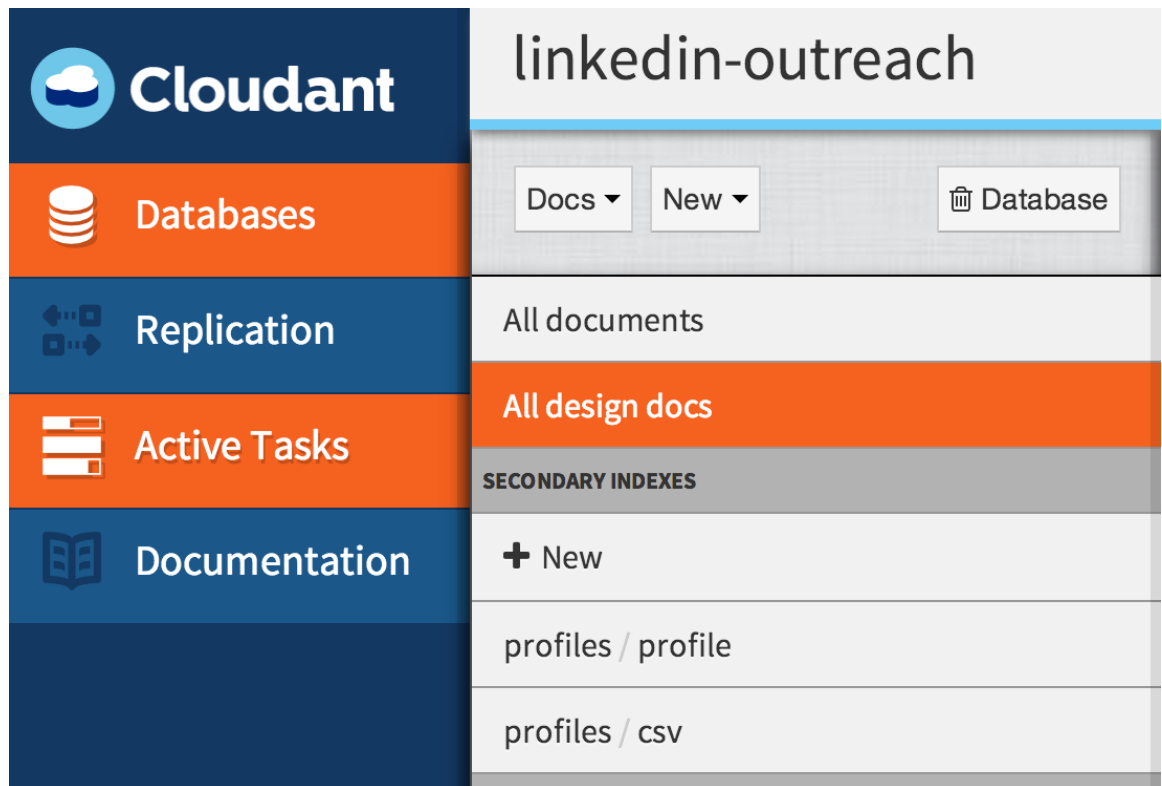 Cloudant
Databases
Replication
Active Tasks
Documentation
linkedin-outreach
Docs New Database
All documents
All design docs
SECONDARY INDEXES
New
profiles / profile
profiles / csv